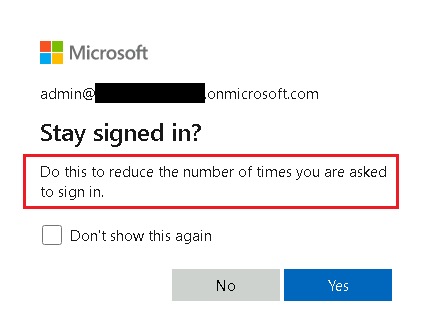 Microsoft
admin@ .onmicrosoft.com
Stay signed in?
Do this to reduce the number of times you are asked
to sign in.
Don't show this again
No
Yes